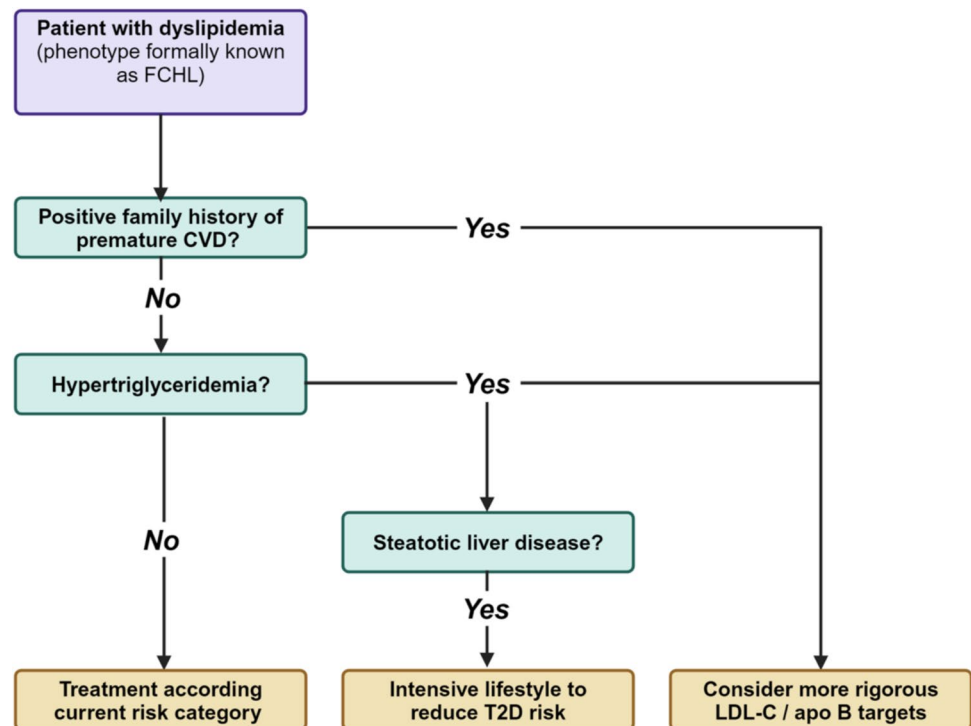 Patient with dyslipidemia
(phenotype formally known
as FCHL)
Positive family history of
premature CVD?
Yes
No
Hypertriglyceridemia?
Yes
No
Steatotic liver disease?
Yes
Treatment according
current risk category
Intensive lifestyle to
reduce T2D risk
Consider more rigorous
LDL-C / apo B targets